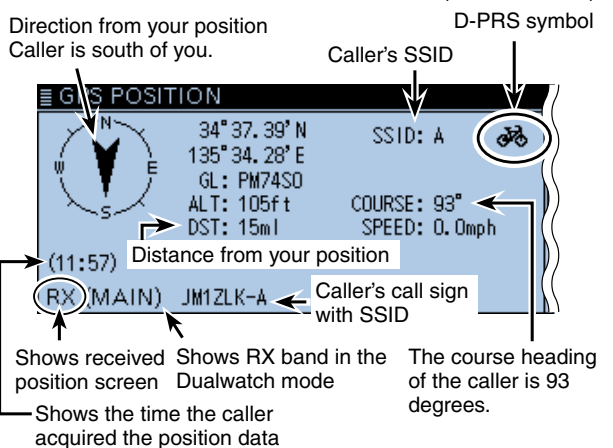 Direction from your position
Caller is south of you.
D-PRS symbol
Caller's SSID
GPS POSITION
N
W
E
S
34°37.39'N
135°34.28'E
GL: PM74SO
ALT: 105ft
DST: 15ml
SSID: A
COURSE: 93°
SPEED: 0.0mph
Distance from your position
(11:57)
RX (MAIN) JM1ZLK-A
Caller's call sign
with SSID
Shows received
position screen
Shows RX band in the
Dualwatch mode
The course heading
of the caller is 93
degrees.
Shows the time the caller
acquired the position data